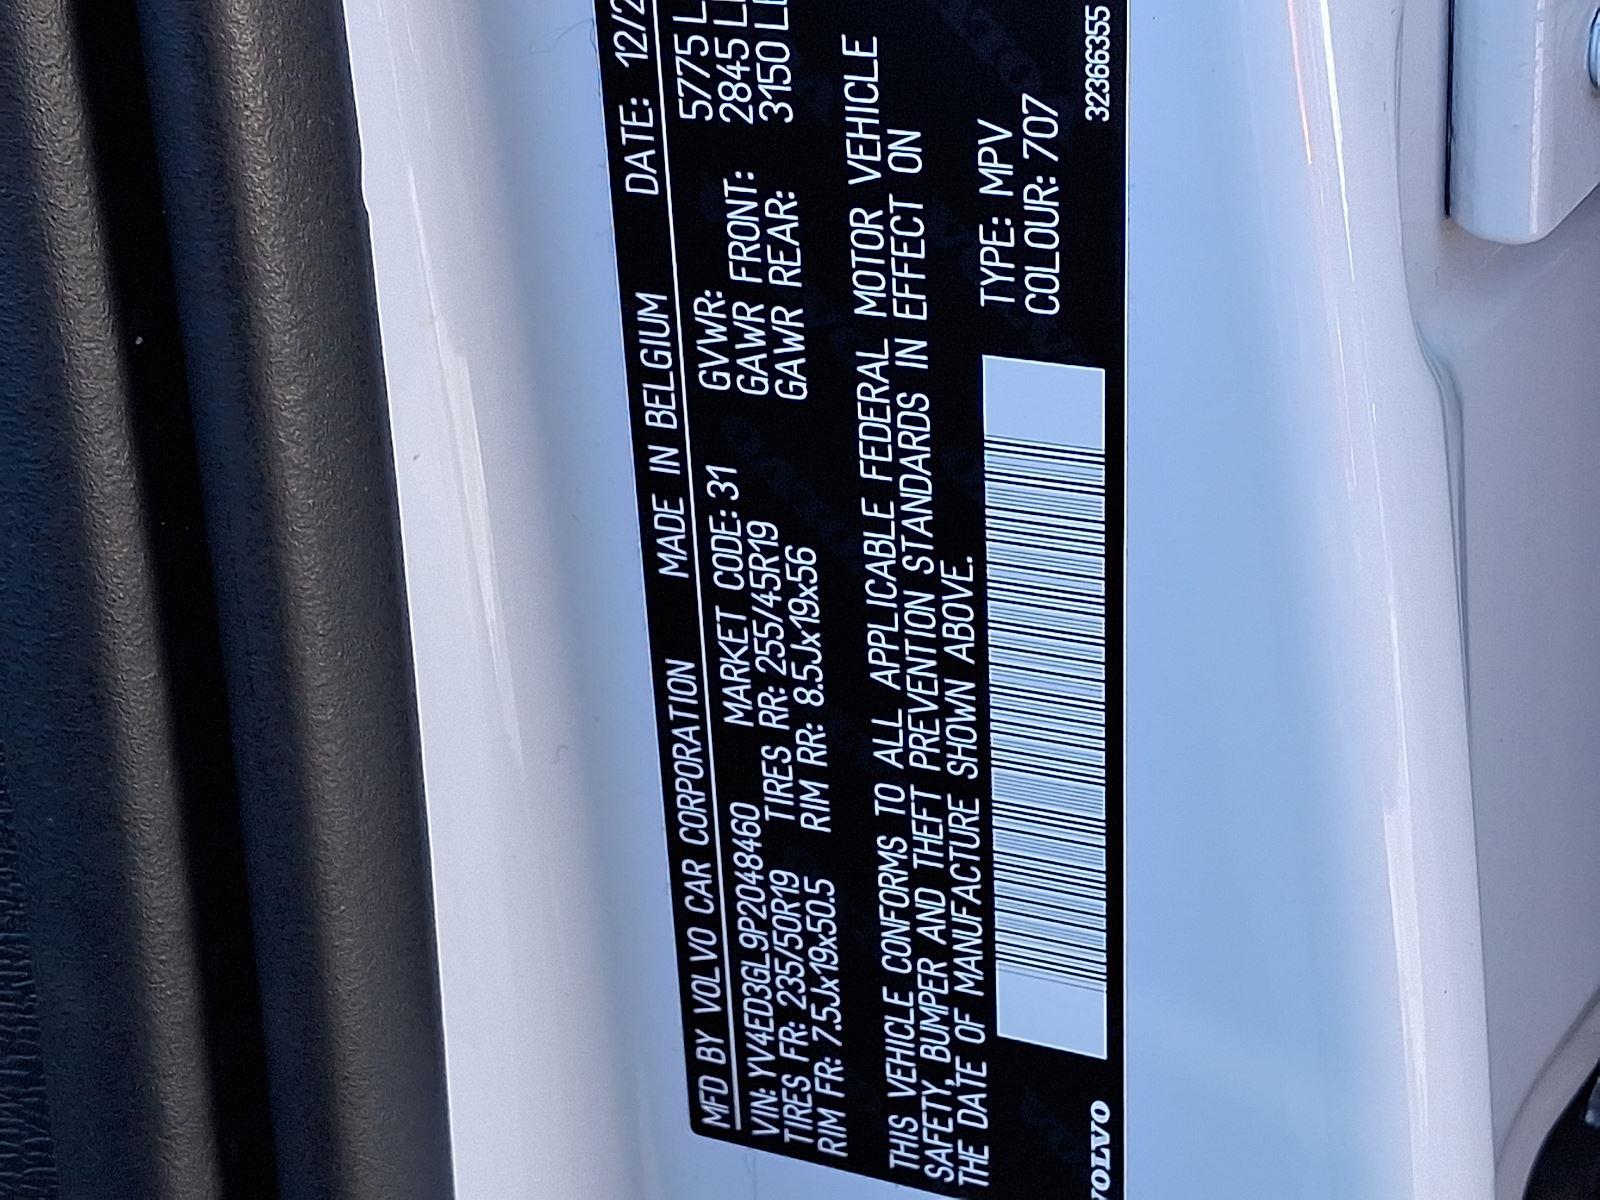 MFD BY VOLVO CAR CORPORATION MADE IN BELGIUM DATE: 12/2
VIN: YV4ED3GL9P2048460 MARKET CODE: 31 GVWR: 5775 L
TIRES FR: 235/50R19 TIRES RR: 255/45R19 GAWR FRONT: 2845 L
RIM FR: 7.5Jx19x50.5 RIM RR: 8.5Jx19x56 GAWR REAR: 3150 LB
THIS VEHICLE CONFORMS TO ALL APPLICABLE FEDERAL MOTOR VEHICLE
SAFETY, BUMPER AND THEFT PREVENTION STANDARDS IN EFFECT ON
THE DATE OF MANUFACTURE SHOWN ABOVE.
TYPE: MPV
COLOUR: 707
VOLVO 32366355